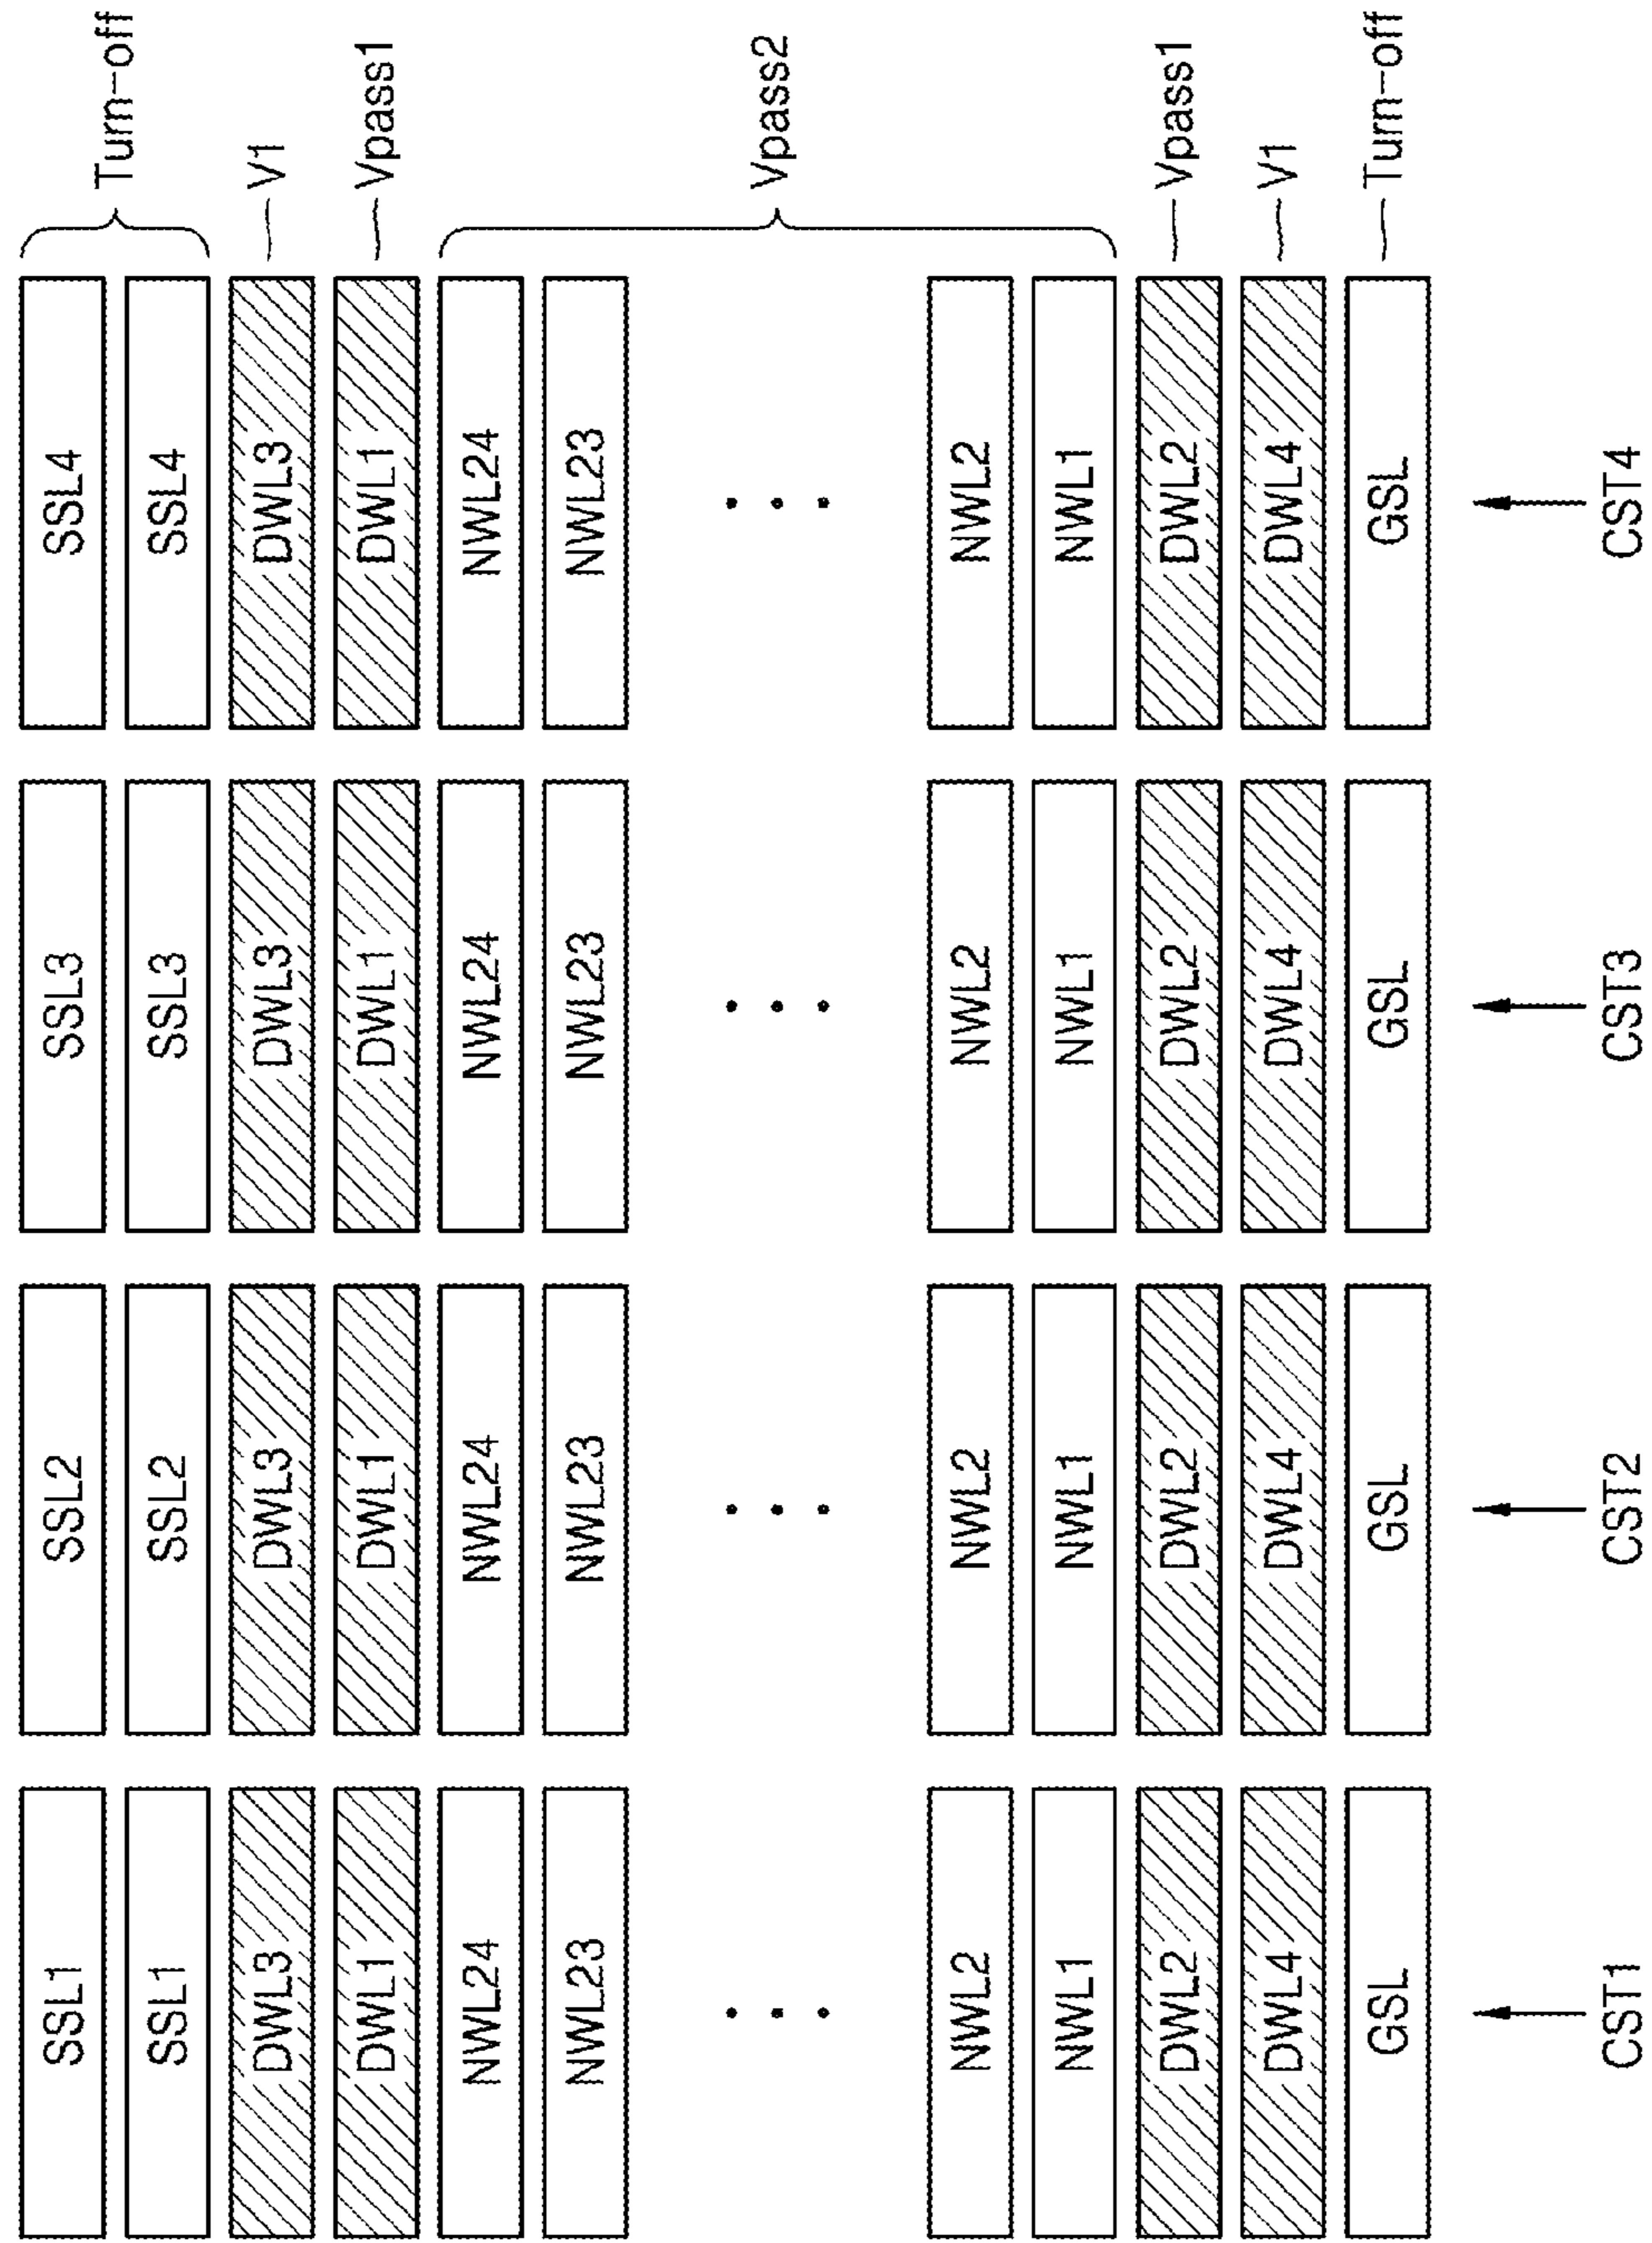 SSL1 SSL2 SSL3 SSL4
Turn-off
SSL1 SSL2 SSL3 SSL4
DWL3 DWL3 DWL3 DWL3 V1
DWL1 DWL1 DWL1 DWL1 Vpass1
NWL24 NWL24 NWL24 NWL24
NWL23 NWL23 NWL23 NWL23
Vpass2
NWL2 NWL2 NWL2 NWL2
NWL1 NWL1 NWL1 NWL1
DWL2 DWL2 DWL2 DWL2 Vpass1
DWL4 DWL4 DWL4 DWL4 V1
GSL GSL GSL GSL Turn-off
CST1 CST2 CST3 CST4